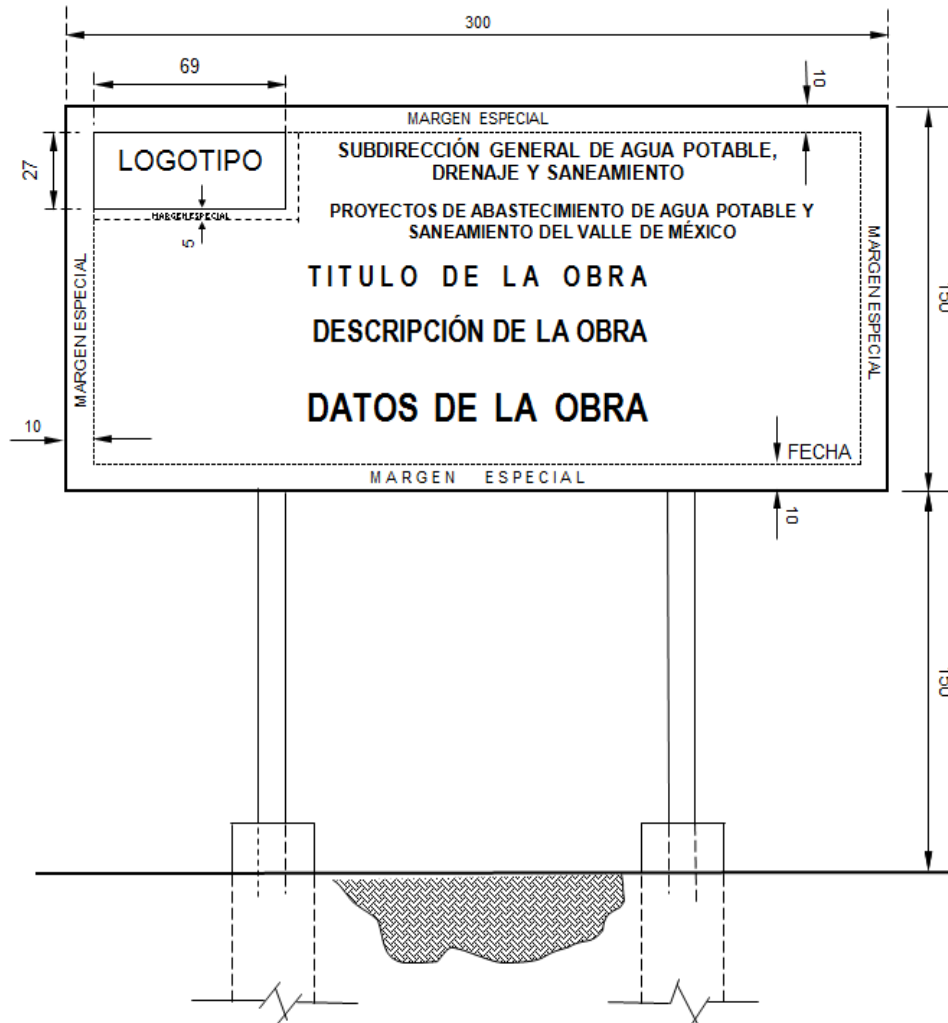 300
69
10
MARGEN ESPECIAL
27
LOGOTIPO
SUBDIRECCIÓN GENERAL DE AGUA POTABLE,
DRENAJE Y SANEAMIENTO
MARGEN ESPECIAL
PROYECTOS DE ABASTECIMIENTO DE AGUA POTABLE Y
SANEAMIENTO DEL VALLE DE MÉXICO
5
MARGEN ESPECIAL
MARGEN ESPECIAL
150
TITULO DE LA OBRA
DESCRIPCIÓN DE LA OBRA
DATOS DE LA OBRA
10
FECHA
MARGEN ESPECIAL
10
150